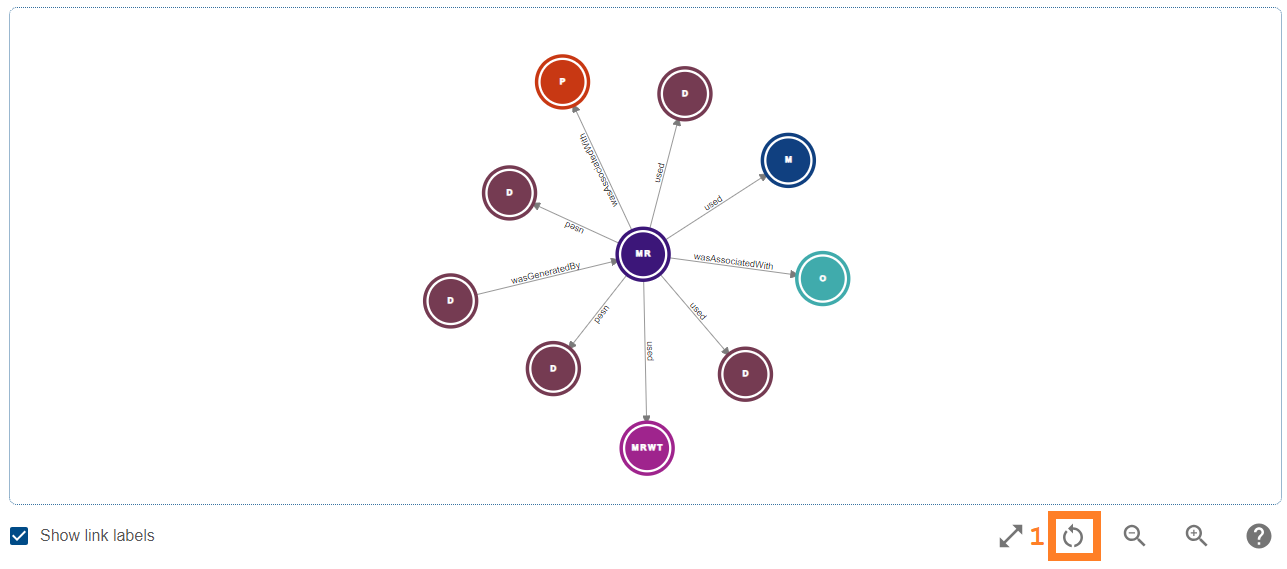 P
D
wasAssociatedWith
used
M
D
used
used
MR
wasGeneratedBy
wasAssociatedWith
O
D
used
used
used
D
D
MRWT
Show link labels
1
?